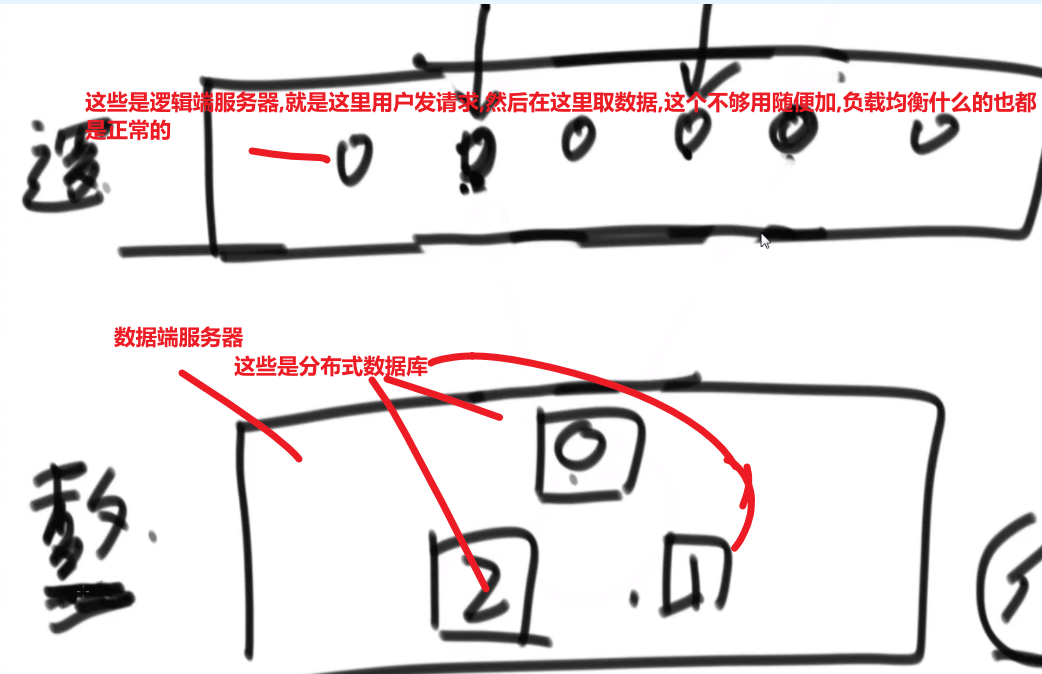 这些是逻辑端服务器,就是这里用户发请求,然后在这里取数据,这个不够用随便加,负载均衡什么的也都
是正常的
逻
数据端服务器
这些是分布式数据库
0
数
2
1